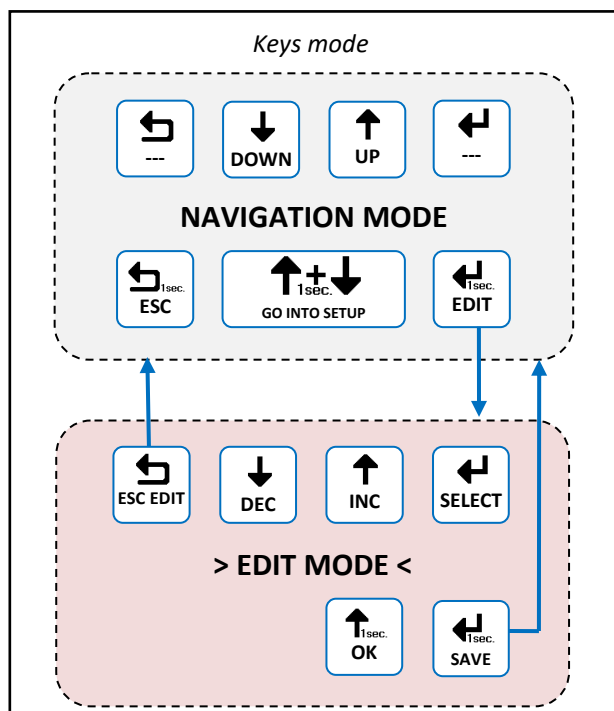 Keys mode
---
DOWN
UP
---
NAVIGATION MODE
1sec.
ESC
+
1sec.
GO INTO SETUP
1sec.
EDIT
ESC EDIT
DEC
INC
SELECT
> EDIT MODE <
1sec.
OK
1sec.
SAVE